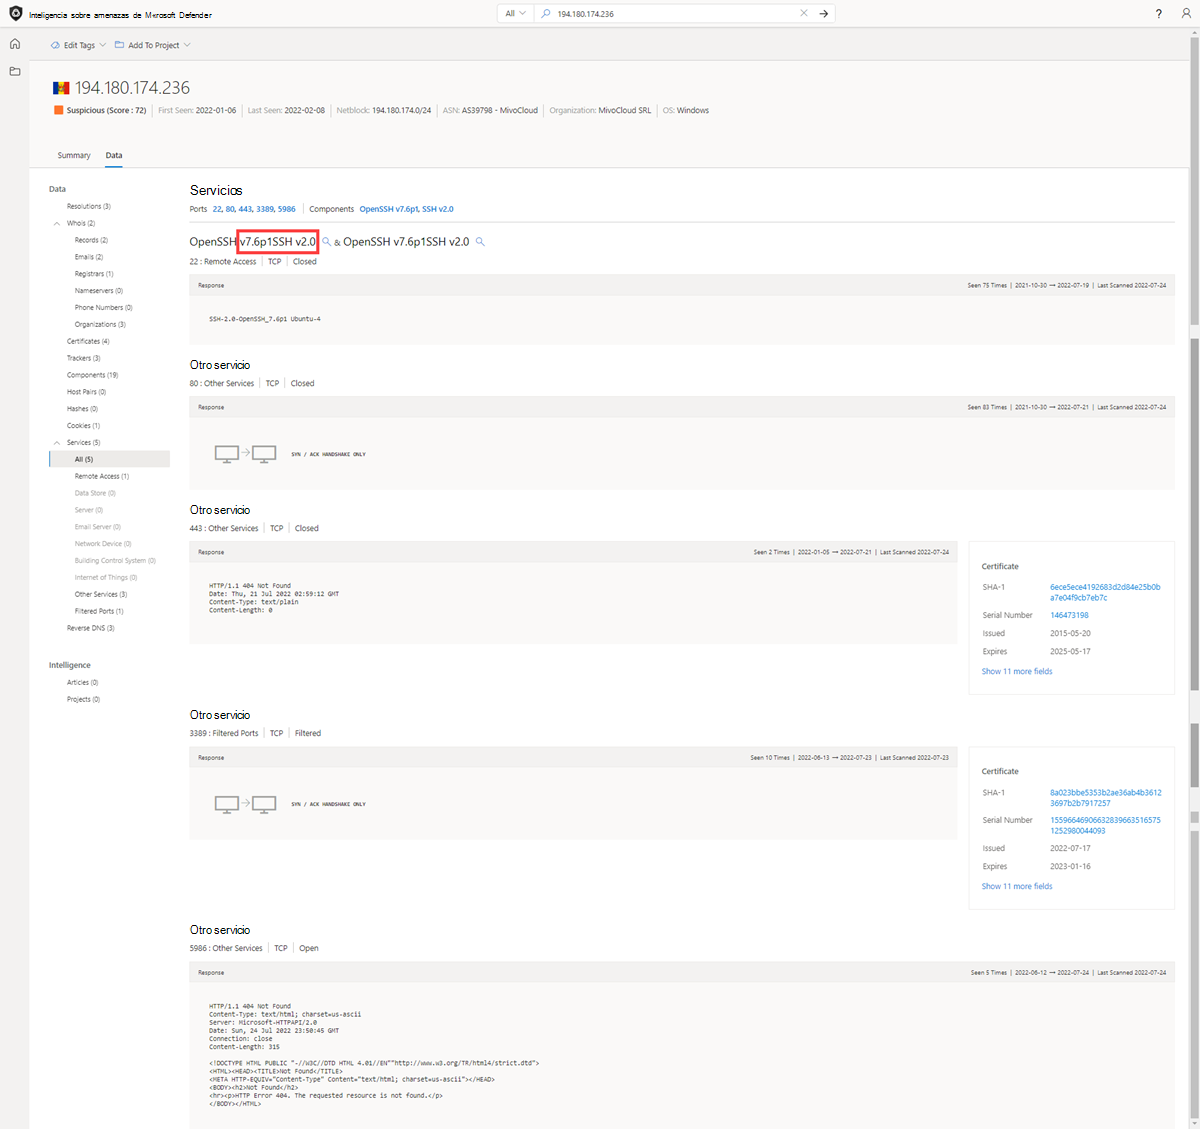 Inteligencia sobre amenazas de Microsoft Defender
All
194.180.174.236
?
Edit Tags
Add To Project
194.180.174.236
Suspicious (Score : 72) | First Seen: 2022-01-06 | Last Seen: 2022-02-08 | Netblock: 194.180.174.0/24 | ASN: AS39798 - MivoCloud | Organization: MivoCloud SRL | OS: Windows
Summary Data
Data
Resolutions (3)
Whois (2)
Records (2)
Emails (2)
Registrars (1)
Nameservers (0)
Phone Numbers (0)
Organizations (3)
Certificates (4)
Trackers (3)
Components (19)
Host Pairs (0)
Hashes (0)
Cookies (1)
Services (5)
All (5)
Remote Access (1)
Data Store (0)
Server (0)
Email Server (0)
Network Device (0)
Building Control System (0)
Internet of Things (0)
Other Services (3)
Filtered Ports (1)
Reverse DNS (3)
Intelligence
Articles (0)
Projects (0)
Servicios
Ports 22, 80, 443, 3389, 5986 | Components OpenSSH v7.6p1, SSH v2.0
OpenSSH v7.6p1SSH v2.0 & OpenSSH v7.6p1SSH v2.0
22 : Remote Access | TCP | Closed
Response Seen 75 Times | 2021-10-30 → 2022-07-19 | Last Scanned 2022-07-24
SSH-2.0-OpenSSH_7.6p1 Ubuntu-4
Otro servicio
80 : Other Services | TCP | Closed
Response Seen 83 Times | 2021-10-30 → 2022-07-21 | Last Scanned 2022-07-24
SYN / ACK HANDSHAKE ONLY
Otro servicio
443 : Other Services | TCP | Closed
Response Seen 2 Times | 2022-01-05 → 2022-07-21 | Last Scanned 2022-07-24
HTTP/1.1 404 Not Found
Date: Thu, 21 Jul 2022 02:59:12 GMT
Content-Type: text/plain
Content-Length: 0
Certificate
SHA-1 6ece5ece4192683d2d84e25b0b
a7e04f9cb7eb7c
Serial Number 146473198
Issued 2015-05-20
Expires 2025-05-17
Show 11 more fields
Otro servicio
3389 : Filtered Ports | TCP | Filtered
Response Seen 10 Times | 2022-06-13 → 2022-07-23 | Last Scanned 2022-07-23
SYN / ACK HANDSHAKE ONLY
Certificate
SHA-1 8a023bbe5353b2ae36ab4b3612
3697b2b7917257
Serial Number 15596646906632839663516575
1252980044093
Issued 2022-07-17
Expires 2023-01-16
Show 11 more fields
Otro servicio
5986 : Other Services | TCP | Open
Response Seen 5 Times | 2022-06-12 → 2022-07-24 | Last Scanned 2022-07-24
HTTP/1.1 404 Not Found
Content-Type: text/html; charset=us-ascii
Server: Microsoft-HTTPAPI/2.0
Date: Sun, 24 Jul 2022 23:50:45 GMT
Connection: close
Content-Length: 315
<!DOCTYPE HTML PUBLIC "-//W3C//DTD HTML 4.01//EN""http://www.w3.org/TR/html4/strict.dtd">
<HTML><HEAD><TITLE>Not Found</TITLE>
<META HTTP-EQUIV="Content-Type" Content="text/html; charset=us-ascii"></HEAD>
<BODY><h2>Not Found</h2>
<hr><p>HTTP Error 404. The requested resource is not found.</p>
</BODY></HTML>